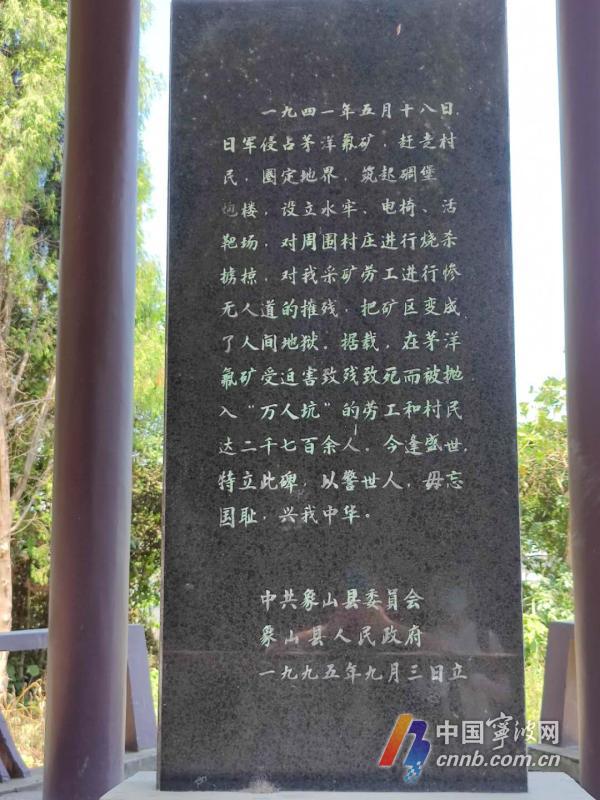 一九四一年五月十八日,
日军侵占茅洋氟矿，赶走村
民，圈定地界，筑起碉堡
炮楼，设立水牢、电椅、活
靶场，对周围村庄进行烧杀
掳掠，对我采矿劳工进行惨
无人道的摧残，把矿区变成
了人间地狱。据载，在茅洋
氟矿受迫害致残致死而被抛
入“万人坑”的劳工和村民
达二千七百余人，今逢盛世，
特立此碑，以警世人，毋忘
国耻，兴我中华。
中共象山县委員会
象山县人民政府
一九九五年九月三日立
中国宁波网
www.cnnb.com.cn